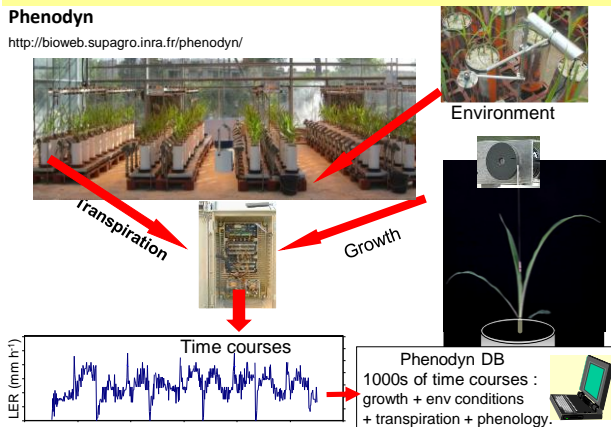 Phenodyn
http://bioweb.supagro.inra.fr/phenodyn/
Environment
Transpiration
Growth
Time courses
LER (mm h-1)
Phenodyn DB
1000s of time courses :
growth + env conditions
+ transpiration + phenology.